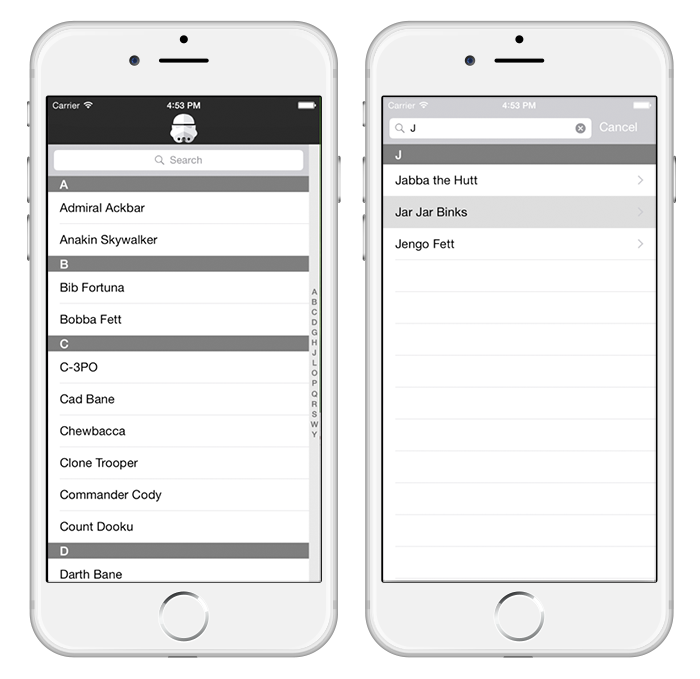 Carrier 4:53 PM
Search
A
Admiral Ackbar
Anakin Skywalker
B
Bib Fortuna
Bobba Fett
C
C-3PO
Cad Bane
Chewbacca
Clone Trooper
Commander Cody
Count Dooku
D
Darth Bane
A
B
C
D
G
H
J
L
O
P
Q
R
S
W
Y
Carrier 4:53 PM
J Cancel
J
Jabba the Hutt
Jar Jar Binks
Jengo Fett